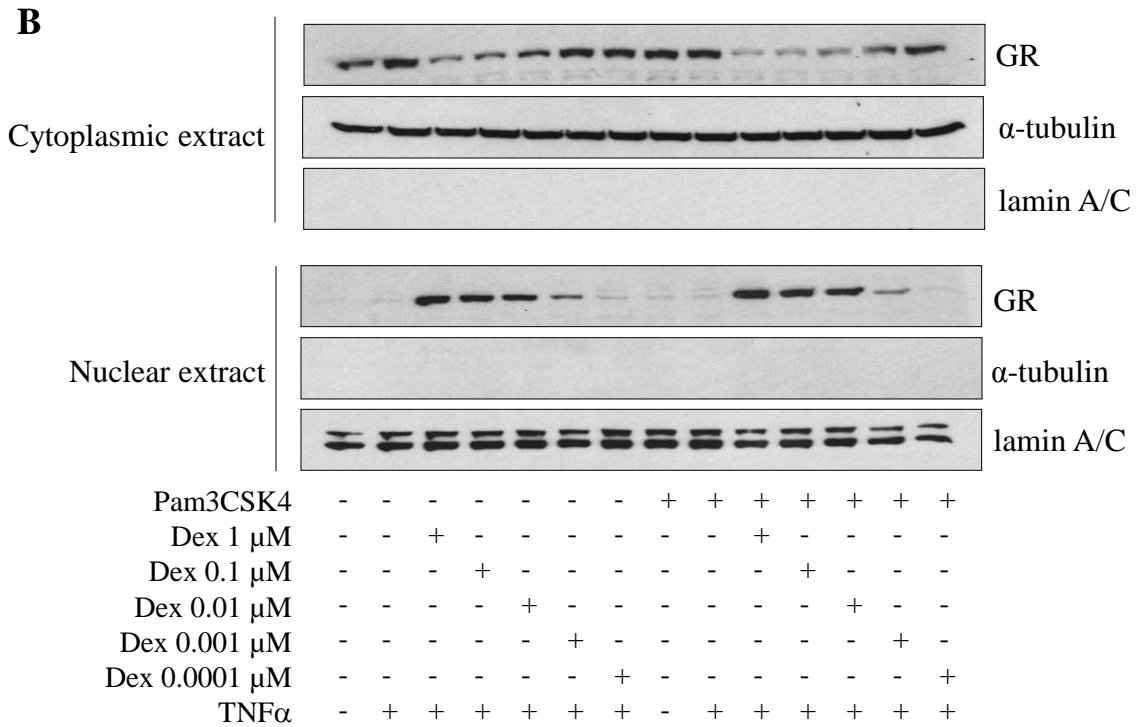 B
GR
Cytoplasmic extract
α-tubulin
lamin A/C
GR
Nuclear extract
α-tubulin
lamin A/C
Pam3CSK4 - - - - - - - + + + + + + +
Dex 1 μM - - + - - - - - - + - - - -
Dex 0.1 μM - - - + - - - - - - + - - -
Dex 0.01 μM - - - - + - - - - - - + - -
Dex 0.001 μM - - - - - + - - - - - - + -
Dex 0.0001 μM - - - - - - + - - - - - - +
TNFα - + + + + + + - + + + + + +